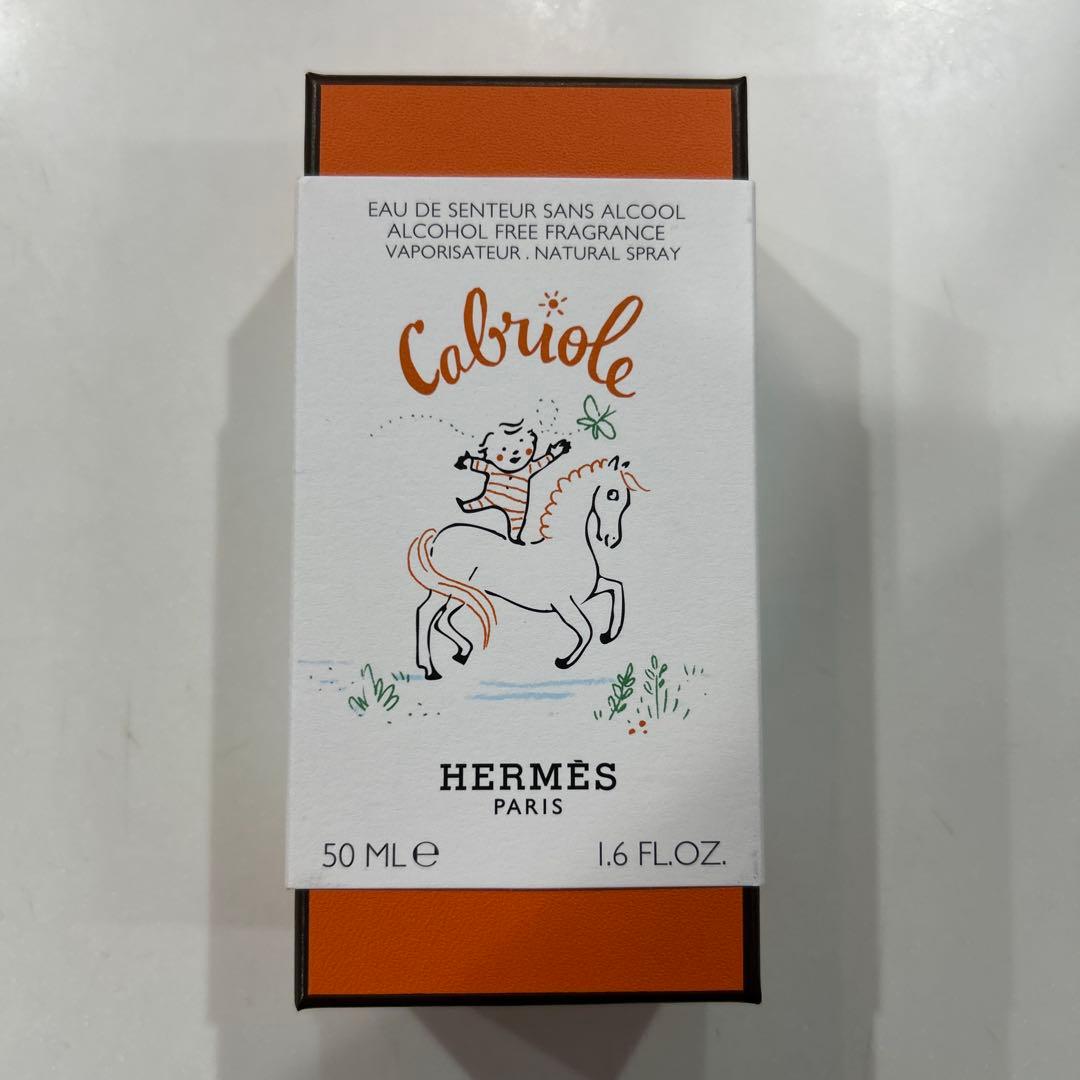 EAU DE SENTEUR SANS ALCOOL
ALCOHOL FREE FRAGRANCE
VAPORISATEUR . NATURAL SPRAY
Cabriole
HERMÈS
PARIS
50 ML ℮ 1.6 FL.OZ.